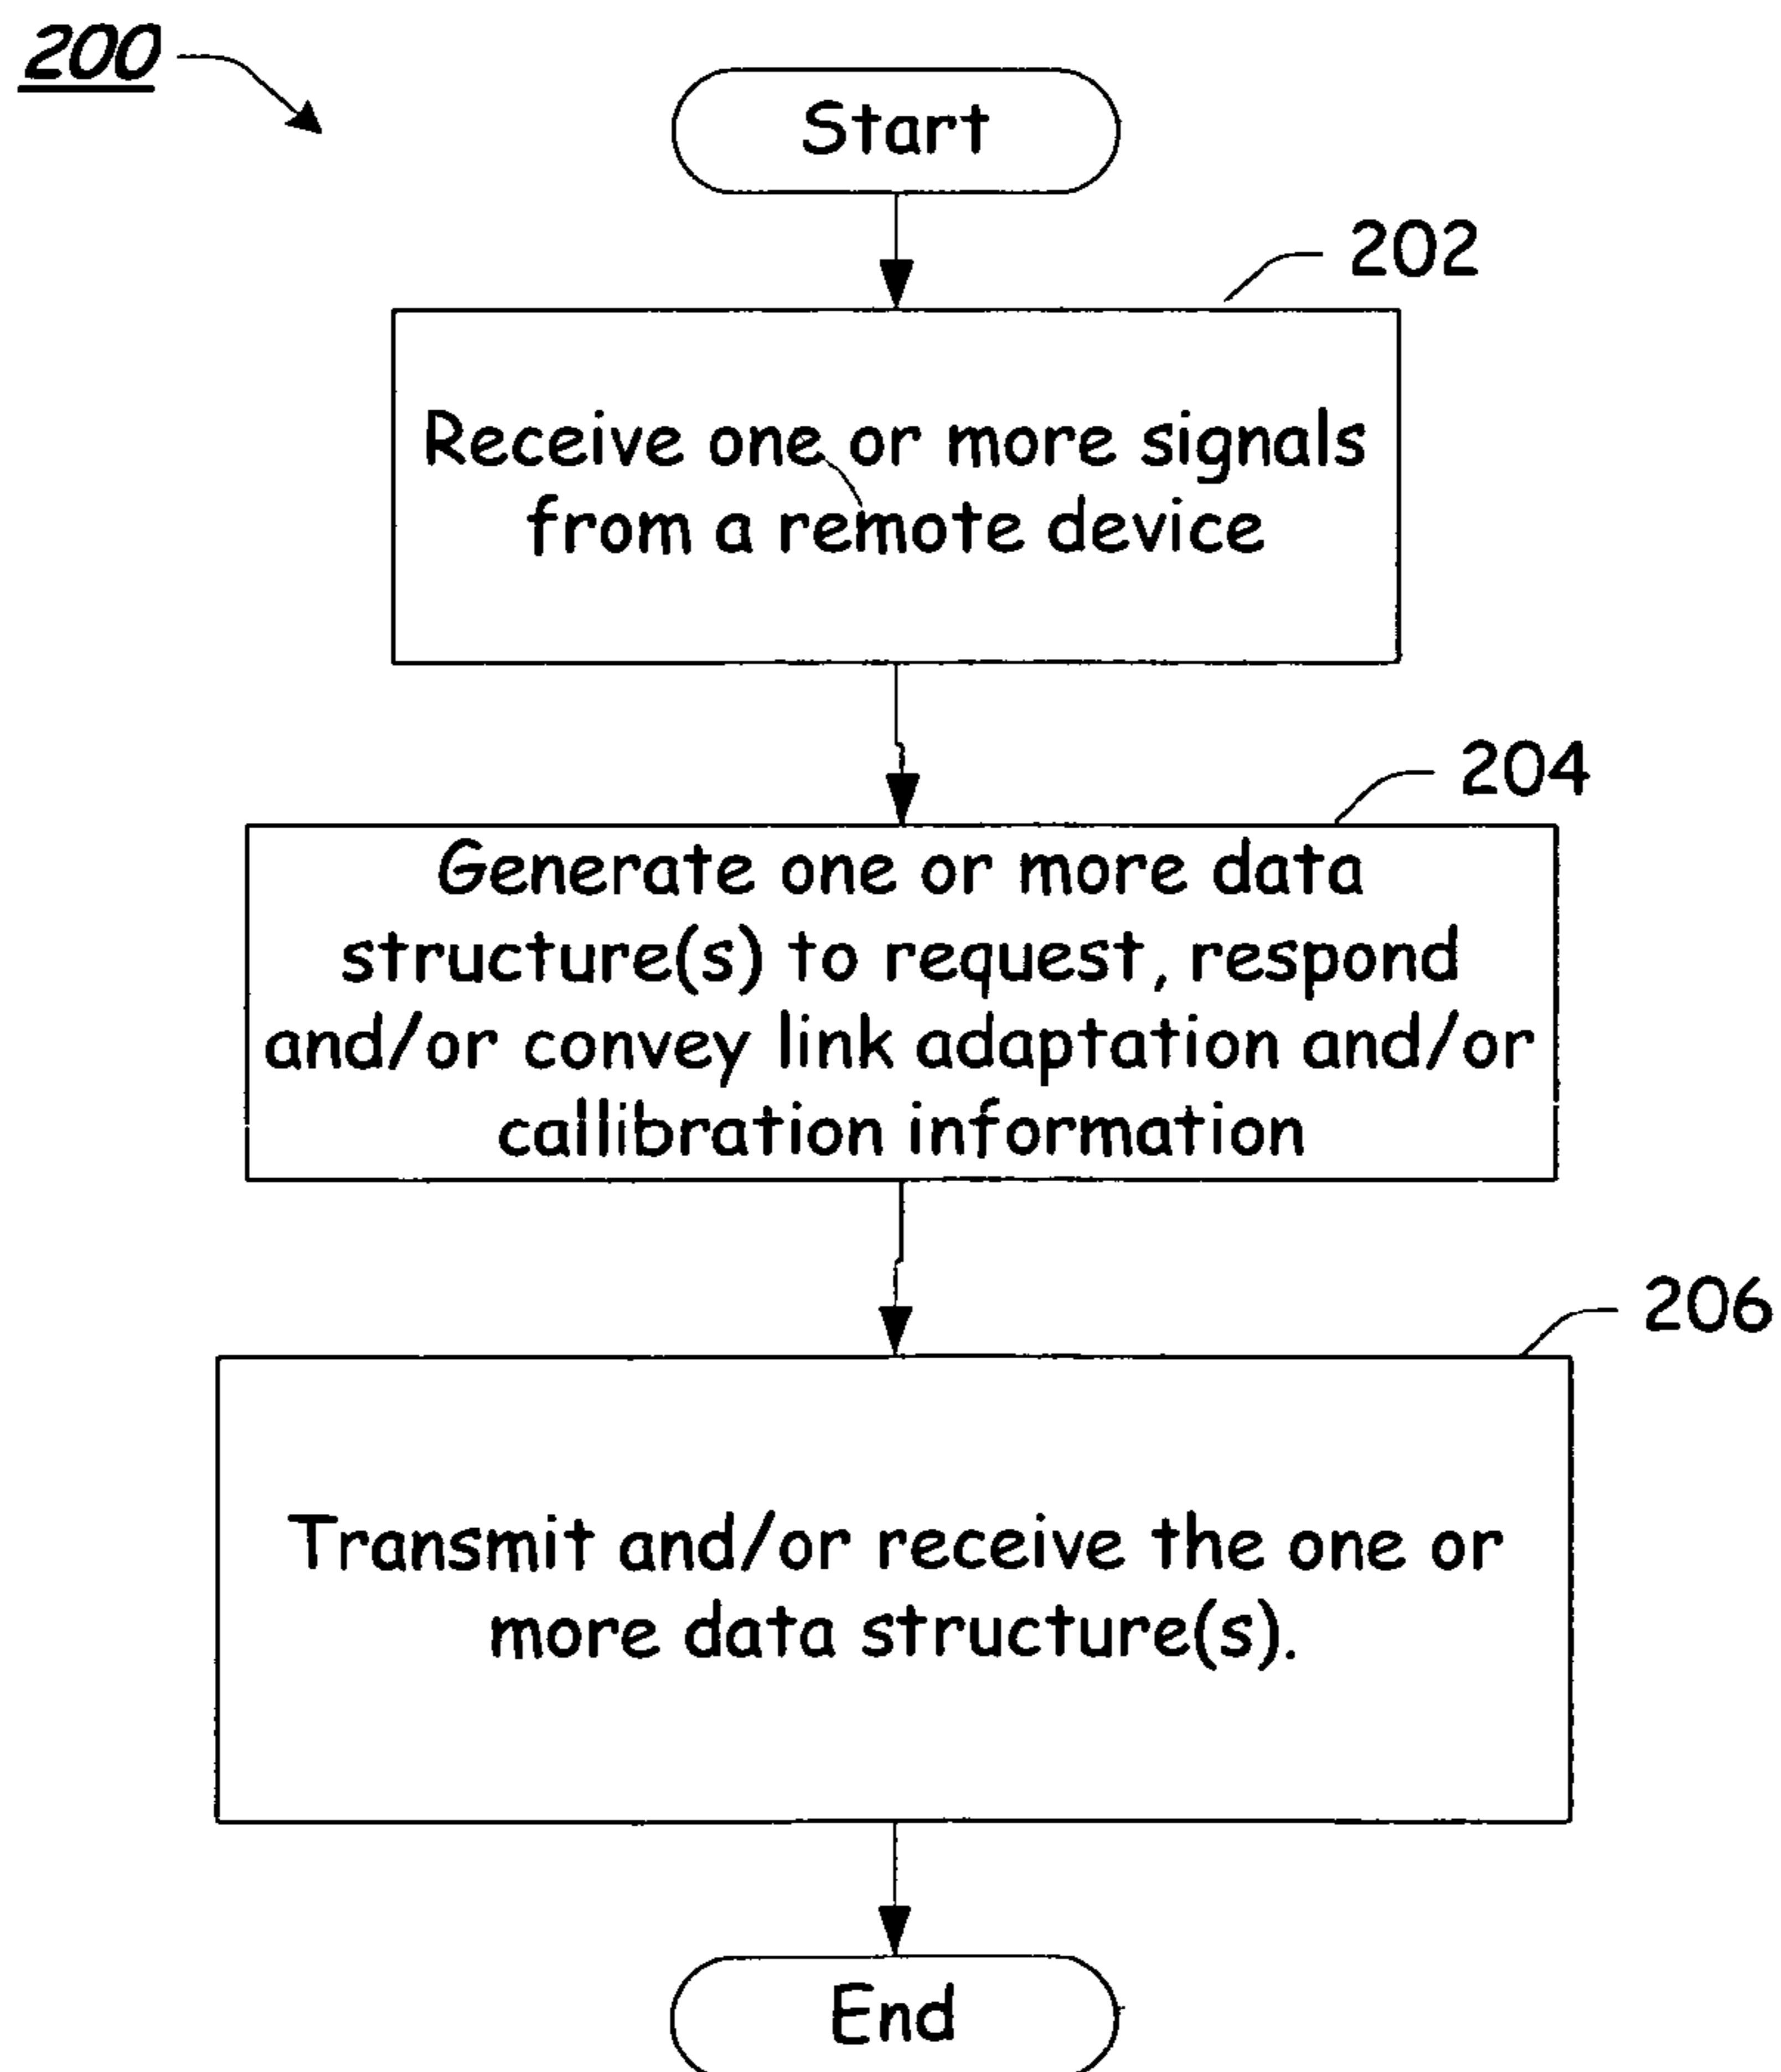 200
Start
202
Receive one or more signals
from a remote device
204
Generate one or more data
structure(s) to request, respond
and/or convey link adaptation and/or
callibration information
206
Transmit and/or receive the one or
more data structure(s).
End